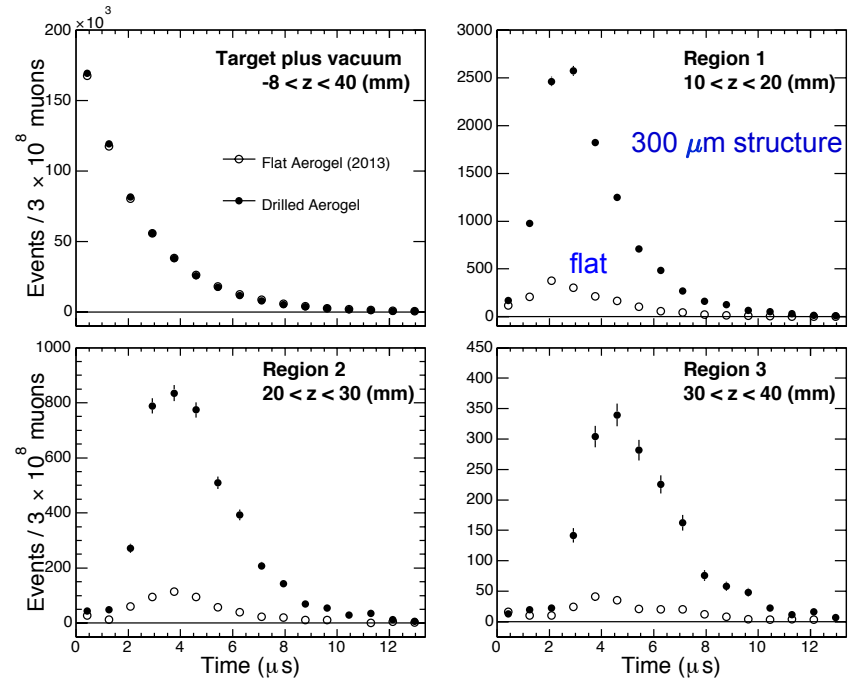 ×10³
200
150
100
50
0
Events / 3 × 10⁸ muons
Target plus vacuum
-8 < z < 40 (mm)
Flat Aerogel (2013)
Drilled Aerogel
3000
2500
2000
1500
1000
500
0
Region 1
10 < z < 20 (mm)
300 μm structure
flat
1000
800
600
400
200
0
Events / 3 × 10⁸ muons
Region 2
20 < z < 30 (mm)
0 2 4 6 8 10 12
Time (μs)
450
400
350
300
250
200
150
100
50
0
Region 3
30 < z < 40 (mm)
0 2 4 6 8 10 12
Time (μs)